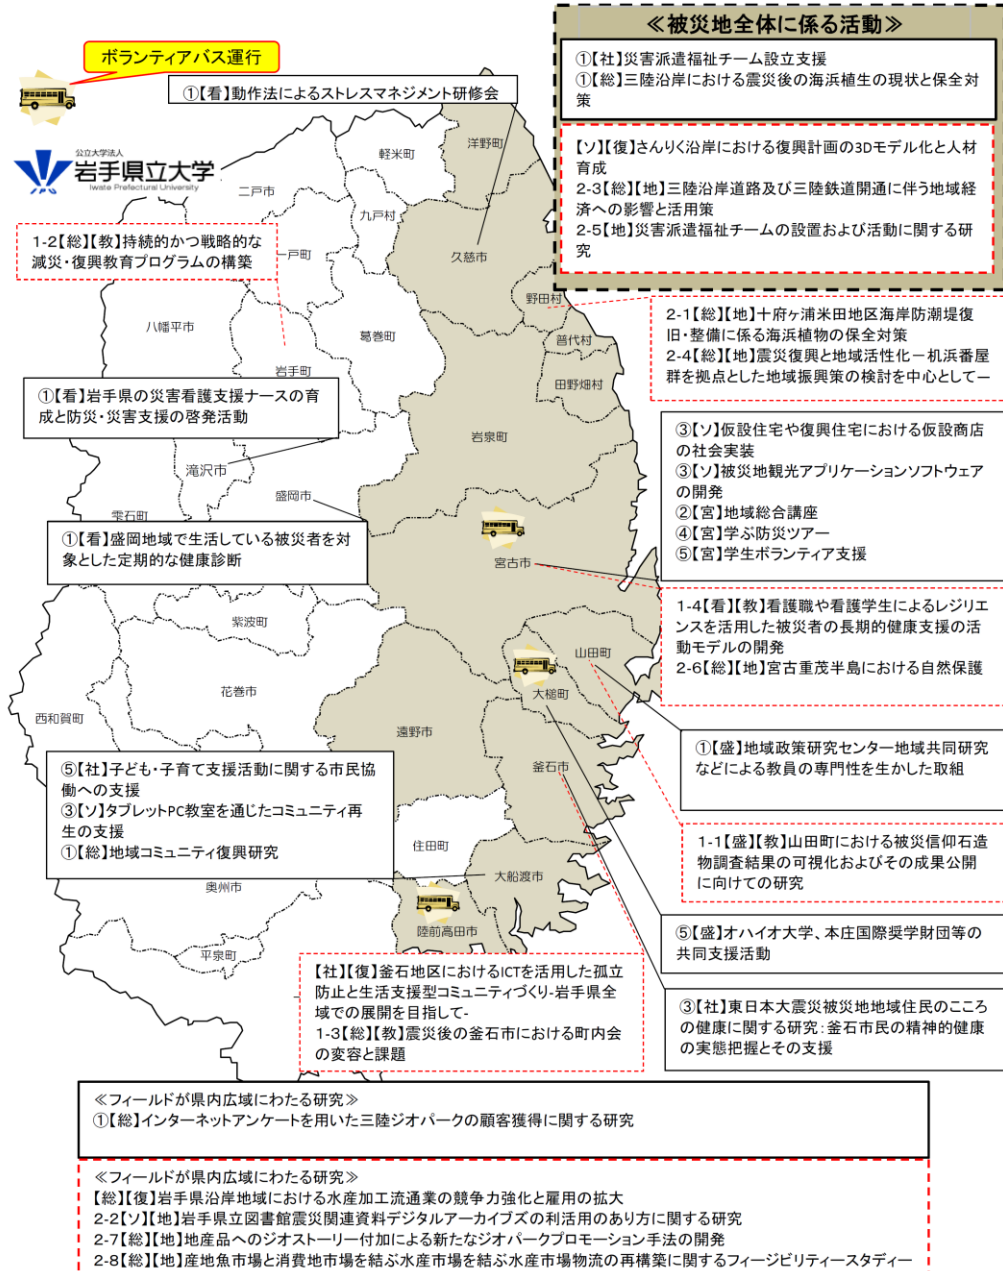 ボランティアバス運行
≪被災地全体に係る活動≫
①【社】災害派遣福祉チーム設立支援
①【総】三陸沿岸における震災後の海浜植生の現状と保全対
策
【ソ】【復】さんりく沿岸における復興計画の3Dモデル化と人材
育成
2-3【総】【地】三陸沿岸道路及び三陸鉄道開通に伴う地域経
済への影響と活用策
2-5【地】災害派遣福祉チームの設置および活動に関する研
究
①【看】動作法によるストレスマネジメント研修会
公立大学法人
岩手県立大学
Iwate Prefectural University
洋野町
軽米町
二戸市
九戸村
1-2【総】【教】持続的かつ戦略的な
減災・復興教育プログラムの構築
一戸町
久慈市
野田村
八幡平市
葛巻町
普代村
岩手町
田野畑村
2-1【総】【地】十府ヶ浦米田地区海岸防潮堤復
旧・整備に係る海浜植物の保全対策
2-4【総】【地】震災復興と地域活性化－机浜番屋
群を拠点とした地域振興策の検討を中心として－
①【看】岩手県の災害看護支援ナースの育
成と防災・災害支援の啓発活動
岩泉町
滝沢市
盛岡市
雫石町
③【ソ】仮設住宅や復興住宅における仮設商店
の社会実装
③【ソ】被災地観光アプリケーションソフトウェア
の開発
②【宮】地域総合講座
④【宮】学ぶ防災ツアー
⑤【宮】学生ボランティア支援
①【看】盛岡地域で生活している被災者を対
象とした定期的な健康診断
宮古市
紫波町
1-4【看】【教】看護職や看護学生によるレジリエ
ンスを活用した被災者の長期的健康支援の活
動モデルの開発
2-6【総】【地】宮古重茂半島における自然保護
山田町
花巻市
大槌町
西和賀町
遠野市
釜石市
①【盛】地域政策研究センター地域共同研究
などによる教員の専門性を生かした取組
⑤【社】子ども・子育て支援活動に関する市民協
働への支援
③【ソ】タブレットPC教室を通じたコミュニティ再
生の支援
①【総】地域コミュニティ復興研究
1-1【盛】【教】山田町における被災信仰石造
物調査結果の可視化およびその成果公開
に向けての研究
住田町
大船渡市
奥州市
陸前高田市
平泉町
⑤【盛】オハイオ大学、本庄国際奨学財団等の
共同支援活動
【社】【復】釜石地区におけるICTを活用した孤立
防止と生活支援型コミュニティづくり-岩手県全
域での展開を目指して-
1-3【総】【教】震災後の釜石市における町内会
の変容と課題
③【社】東日本大震災被災地地域住民のこころ
の健康に関する研究：釜石市民の精神的健康
の実態把握とその支援
≪フィールドが県内広域にわたる研究≫
①【総】インターネットアンケートを用いた三陸ジオパークの顧客獲得に関する研究
≪フィールドが県内広域にわたる研究≫
【総】【復】岩手県沿岸地域における水産加工流通業の競争力強化と雇用の拡大
2-2【ソ】【地】岩手県立図書館震災関連資料デジタルアーカイブズの利活用のあり方に関する研究
2-7【総】【地】地産品へのジオストーリー付加による新たなジオパークプロモーション手法の開発
2-8【総】【地】産地魚市場と消費地市場を結ぶ水産市場を結ぶ水産市場物流の再構築に関するフィージビリティースタディー